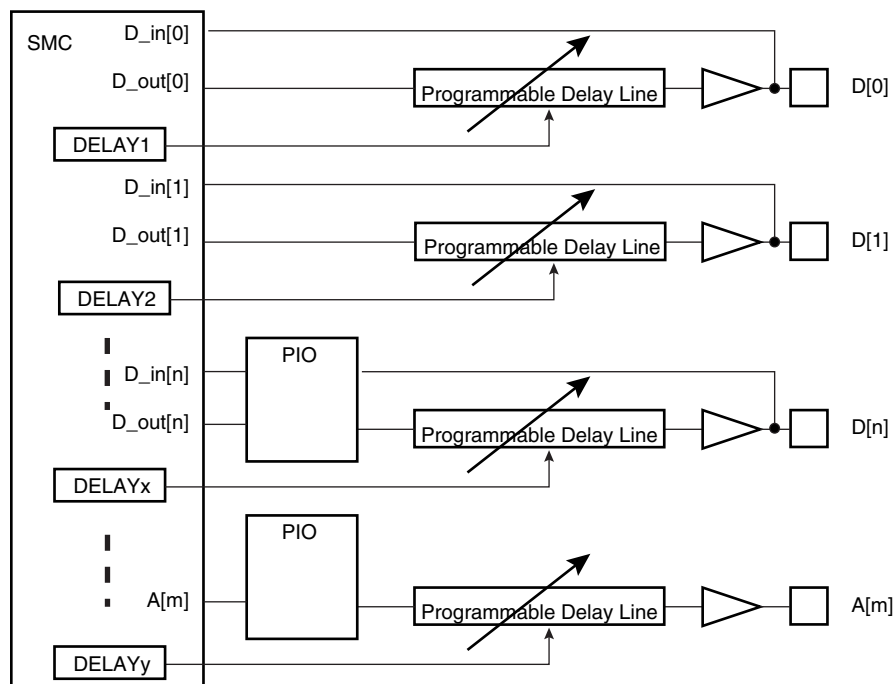 SMC
D_in[0]
D_out[0]
Programmable Delay Line
D[0]
DELAY1
D_in[1]
D_out[1]
Programmable Delay Line
D[1]
DELAY2
PIO
D_in[n]
D_out[n]
Programmable Delay Line
D[n]
DELAYx
PIO
A[m]
Programmable Delay Line
A[m]
DELAYy